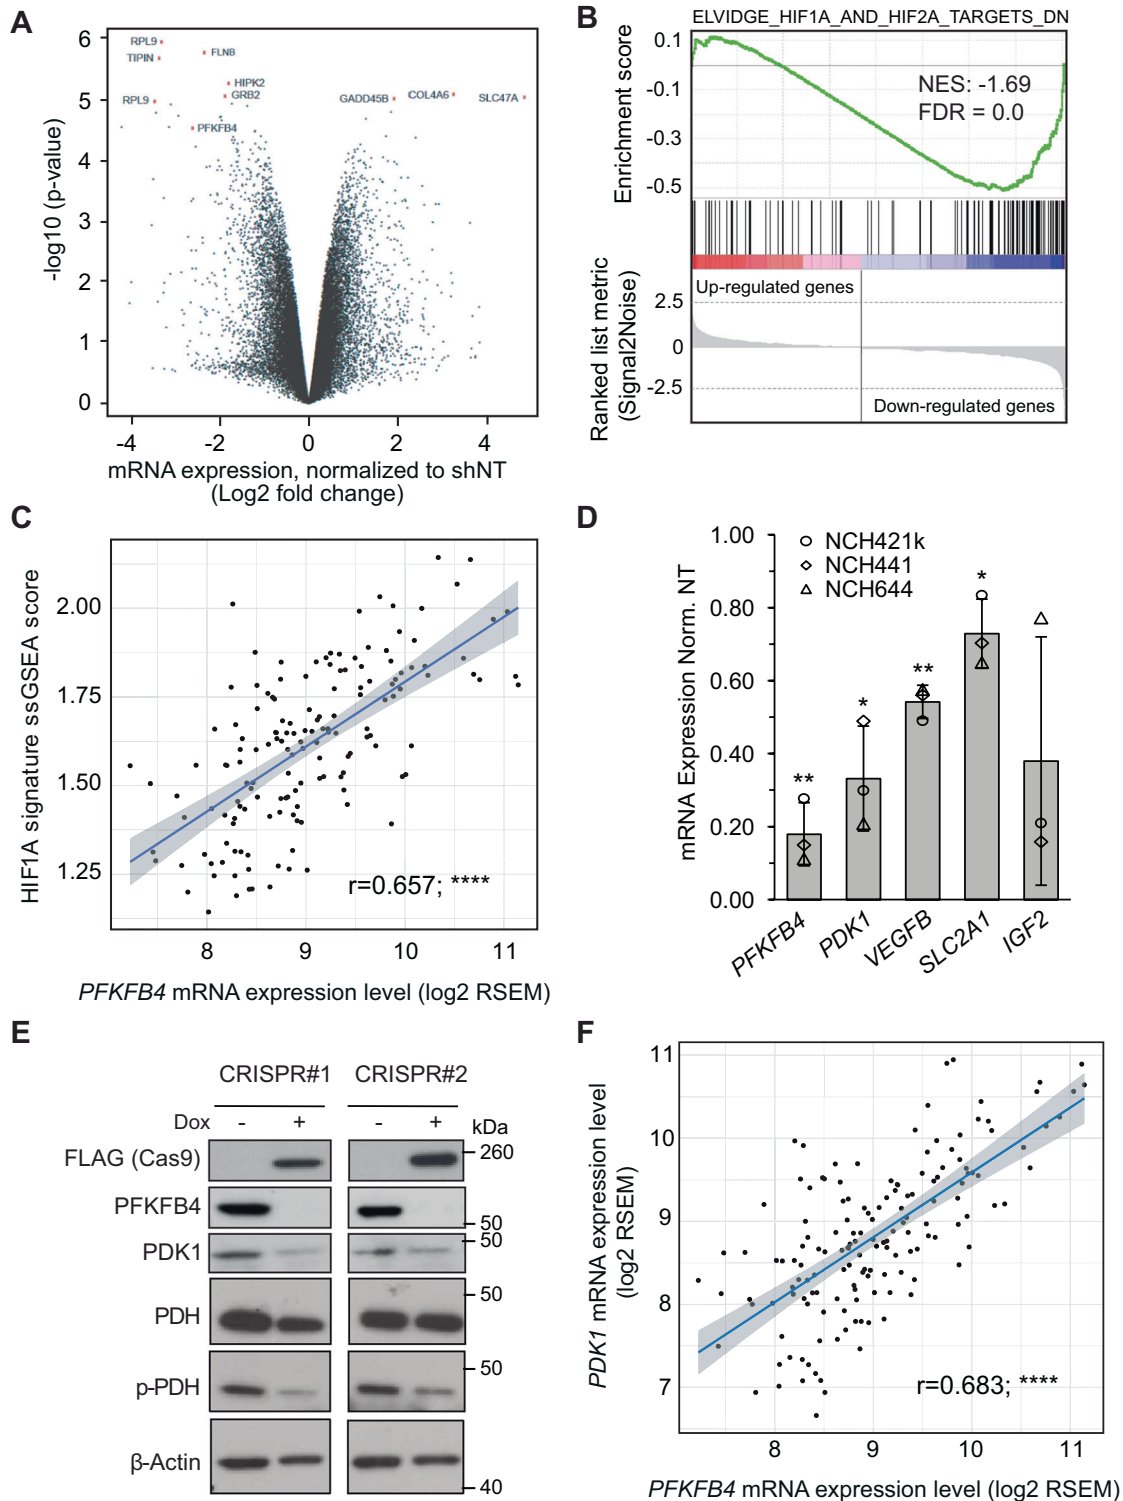 A
6
5
4
3
2
1
0
-log10 (p-value)
RPL9
TIPIN
FLNB
HIPK2
GRB2
RPL9
PFKFB4
GADD45B
COL4A6
SLC47A
-4
-2
0
2
4
mRNA expression, normalized to shNT
(Log2 fold change)
B
ELVIDGE_HIF1A_AND_HIF2A_TARGETS_DN
Enrichment score
0.1
-0.1
-0.3
-0.5
NES: -1.69
FDR = 0.0
Ranked list metric
(Signal2Noise)
Up-regulated genes
2.5
0
-2.5
Down-regulated genes
C
HIF1A signature ssGSEA score
2.00
1.75
1.50
1.25
r=0.657; ****
8
9
10
11
PFKFB4 mRNA expression level (log2 RSEM)
D
mRNA Expression Norm. NT
1.00
0.80
0.60
0.40
0.20
0.00
NCH421k
NCH441
NCH644
**
*
**
*
PFKFB4
PDK1
VEGFB
SLC2A1
IGF2
E
CRISPR#1
CRISPR#2
Dox - + - + kDa
FLAG (Cas9) 260
PFKFB4 50
PDK1 50
PDH 50
p-PDH 50
β-Actin 40
F
PDK1 mRNA expression level
(log2 RSEM)
11
10
9
8
7
r=0.683; ****
8
9
10
11
PFKFB4 mRNA expression level (log2 RSEM)